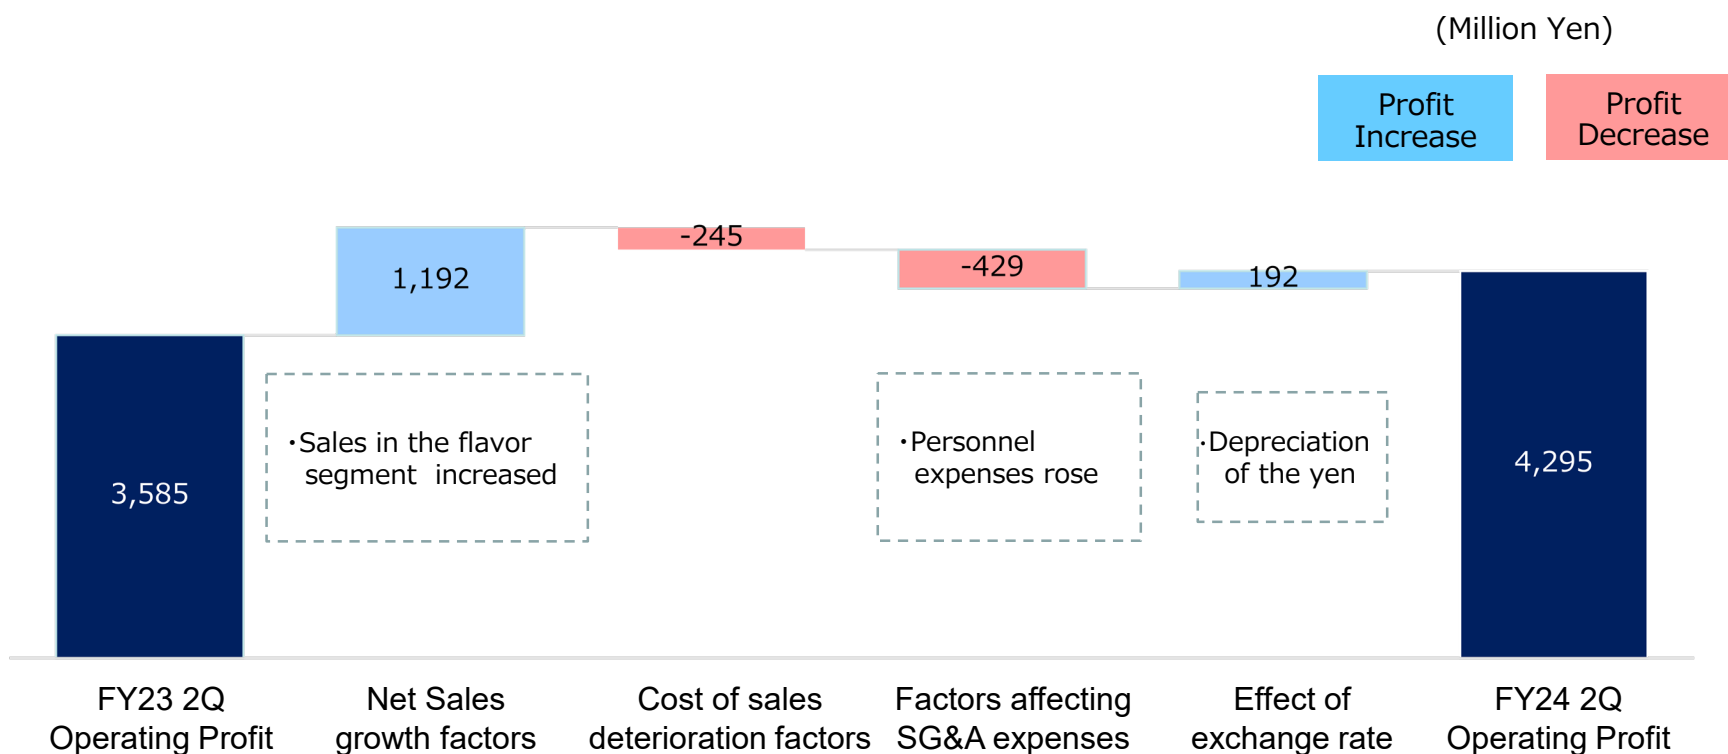 (Million Yen)
Profit
Increase
Profit
Decrease
1,192
-245
-429
192
3,585
・Sales in the flavor
segment increased
・Personnel
expenses rose
・Depreciation
of the yen
4,295
FY23 2Q
Operating Profit
Net Sales
growth factors
Cost of sales
deterioration factors
Factors affecting
SG&A expenses
Effect of
exchange rate
FY24 2Q
Operating Profit